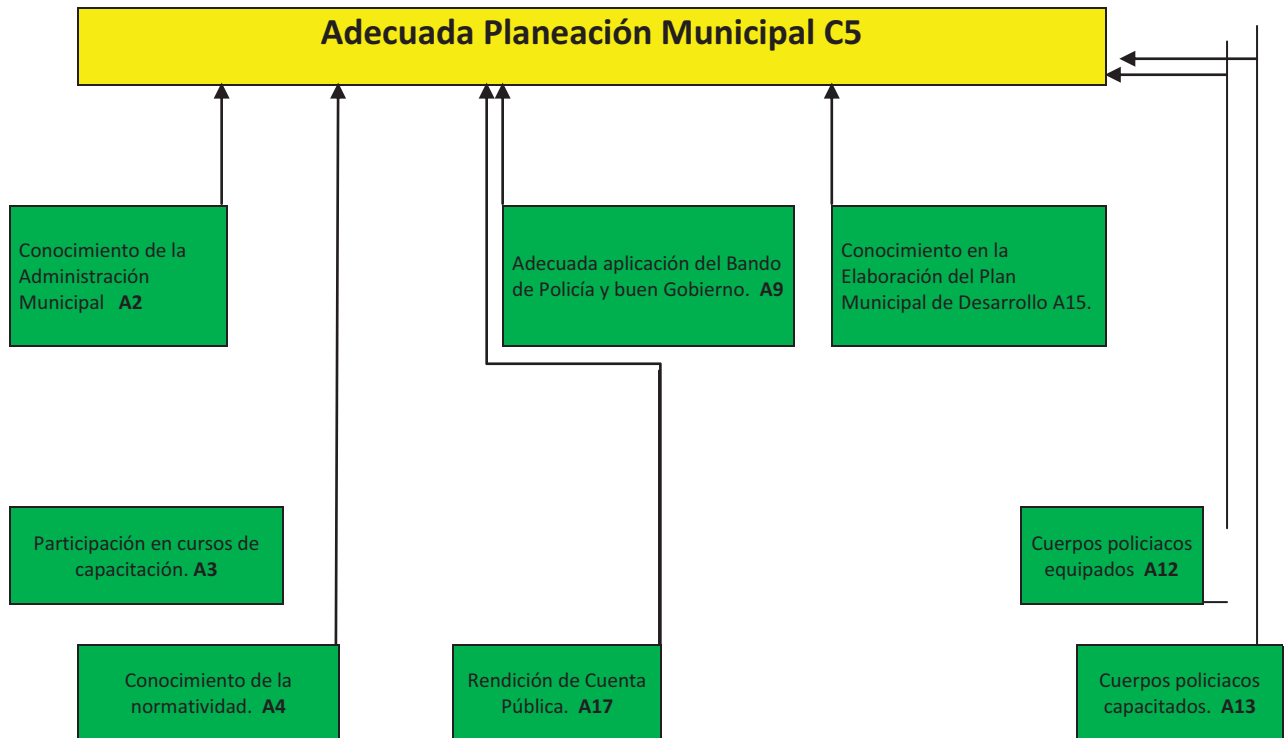 Adecuada Planeación Municipal C5
Conocimiento de la
Administración
Municipal A2
Adecuada aplicación del Bando
de Policía y buen Gobierno. A9
Conocimiento en la
Elaboración del Plan
Municipal de Desarrollo A15.
Participación en cursos de
capacitación. A3
Cuerpos policiacos
equipados A12
Conocimiento de la
normatividad. A4
Rendición de Cuenta
Pública. A17
Cuerpos policiacos
capacitados. A13